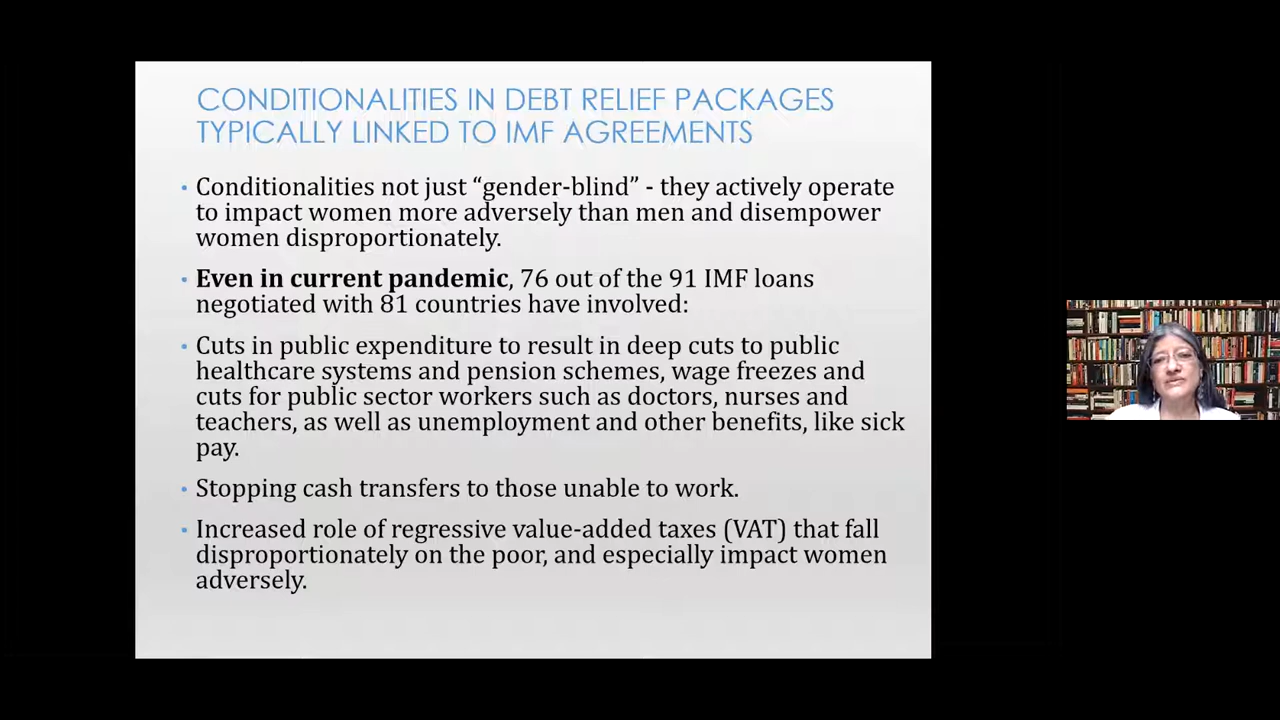 CONDITIONALITIES IN DEBT RELIEF PACKAGES
TYPICALLY LINKED TO IMF AGREEMENTS
• Conditionalities not just “gender-blind” - they actively operate
to impact women more adversely than men and disempower
women disproportionately.
• Even in current pandemic, 76 out of the 91 IMF loans
negotiated with 81 countries have involved:
• Cuts in public expenditure to result in deep cuts to public
healthcare systems and pension schemes, wage freezes and
cuts for public sector workers such as doctors, nurses and
teachers, as well as unemployment and other benefits, like sick
pay.
• Stopping cash transfers to those unable to work.
• Increased role of regressive value-added taxes (VAT) that fall
disproportionately on the poor, and especially impact women
adversely.